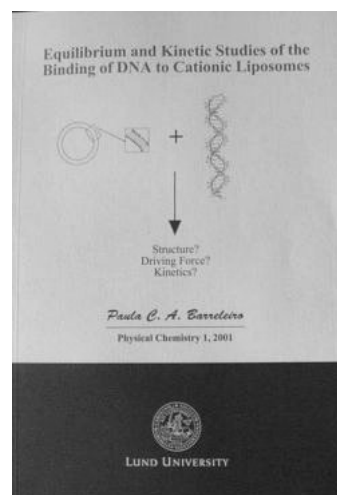 Equilibrium and Kinetic Studies of the
Binding of DNA to Cationic Liposomes
+
Structure?
Driving Force?
Kinetics?
Paula C. A. Barreleiro
Physical Chemistry 1, 2001
LUND UNIVERSITY